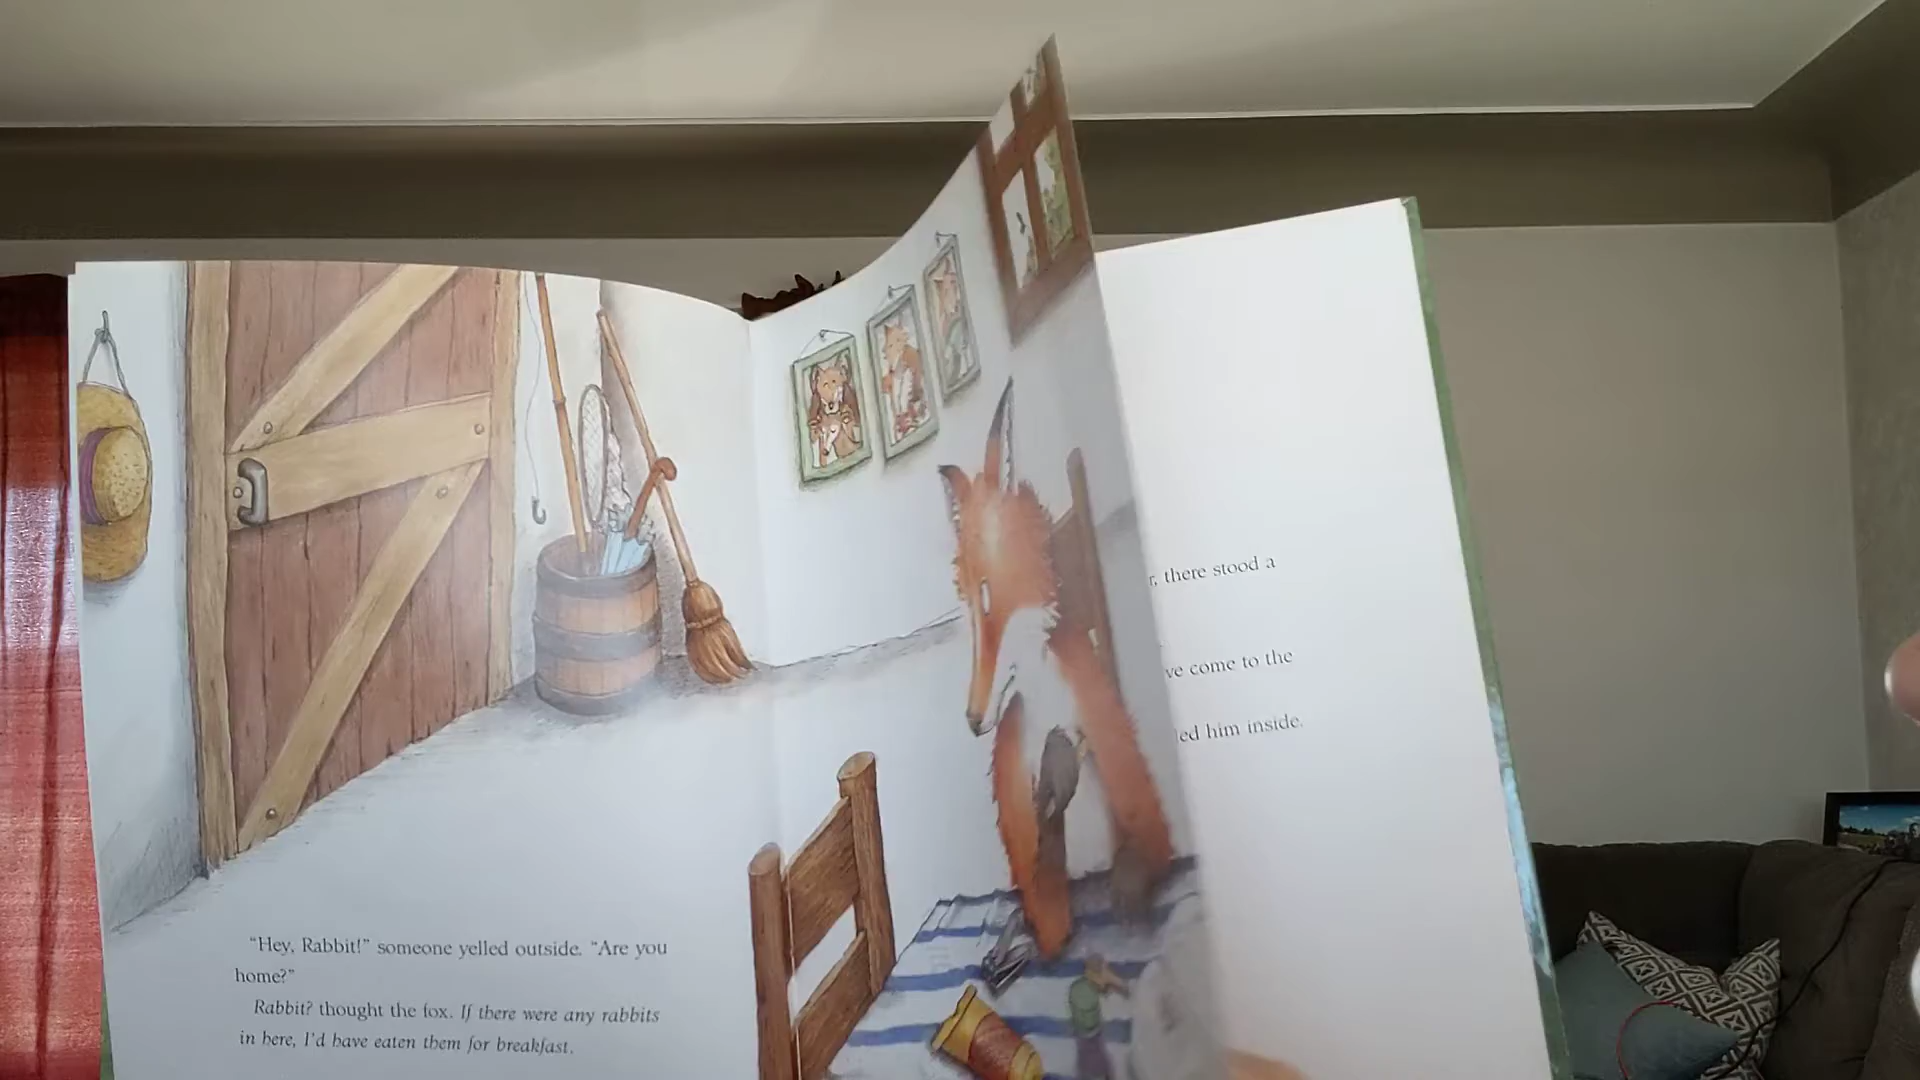 “Hey, Rabbit!” someone yelled outside. “Are you
home?”
Rabbit? thought the fox. If there were any rabbits
in here, I’d have eaten them for breakfast.
r, there stood a
ve come to the
led him inside.